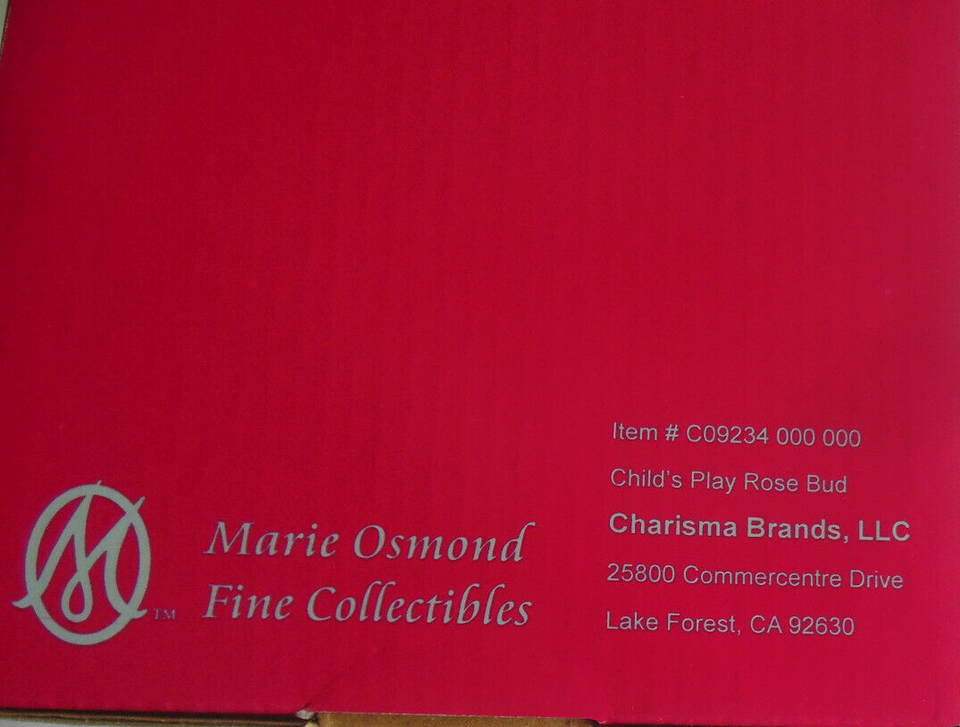 Item # C09234 000 000
Child's Play Rose Bud
Charisma Brands, LLC
25800 Commercentre Drive
Lake Forest, CA 92630
M TM
Marie Osmond
Fine Collectibles